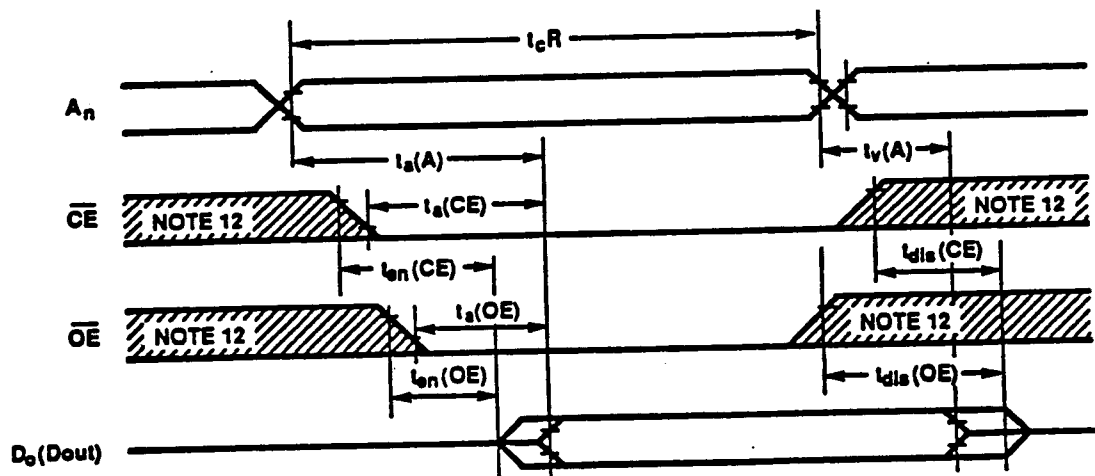 tcR
An
ta(A)
tv(A)
CE
NOTE 12
ta(CE)
NOTE 12
ten(CE)
tdis(CE)
OE
NOTE 12
ta(OE)
NOTE 12
ten(OE)
tdis(OE)
Do(Dout)